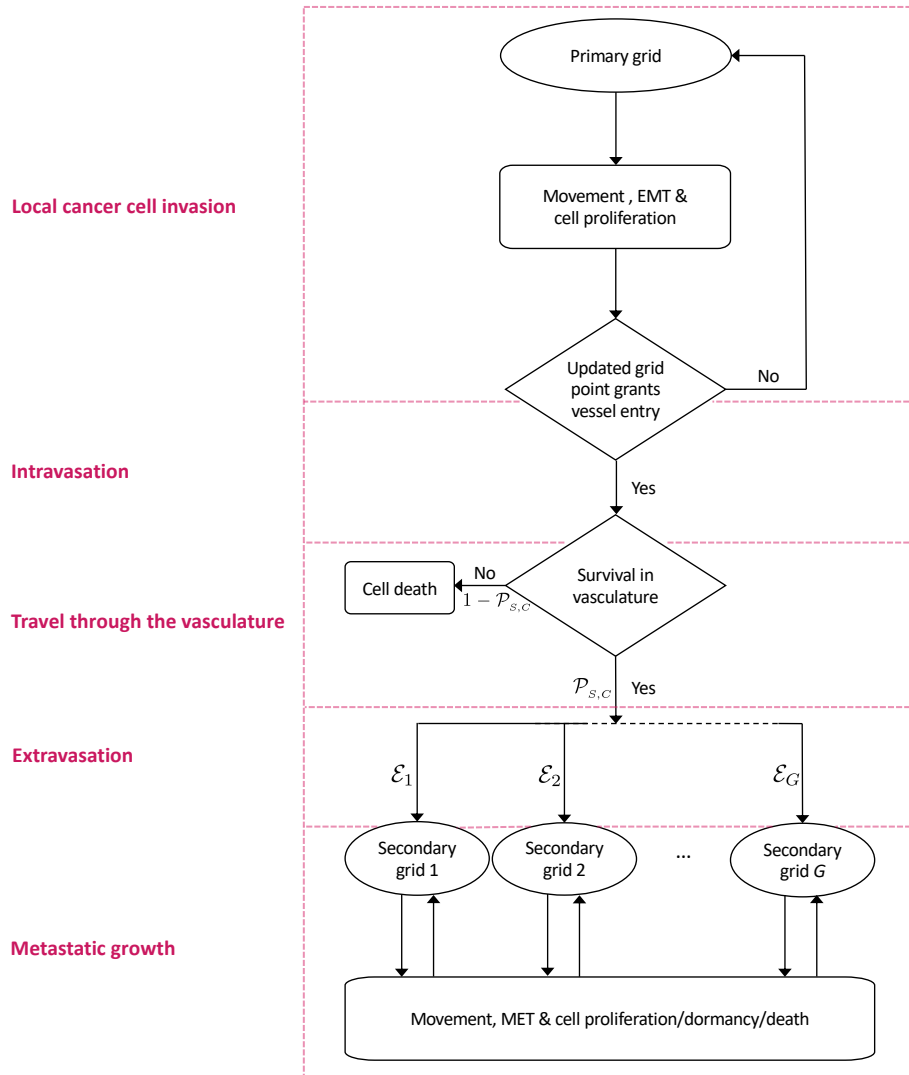 Primary grid
Local cancer cell invasion
Movement , EMT &
cell proliferation
Updated grid
point grants
vessel entry
No
Intravasation
Yes
Travel through the vasculature
Cell death
No
1 − 𝒫_{S,C}
Survival in
vasculature
𝒫_{S,C}
Yes
Extravasation
ℰ_1
ℰ_2
ℰ_G
Metastatic growth
Secondary
grid 1
Secondary
grid 2
...
Secondary
grid G
Movement, MET & cell proliferation/dormancy/death